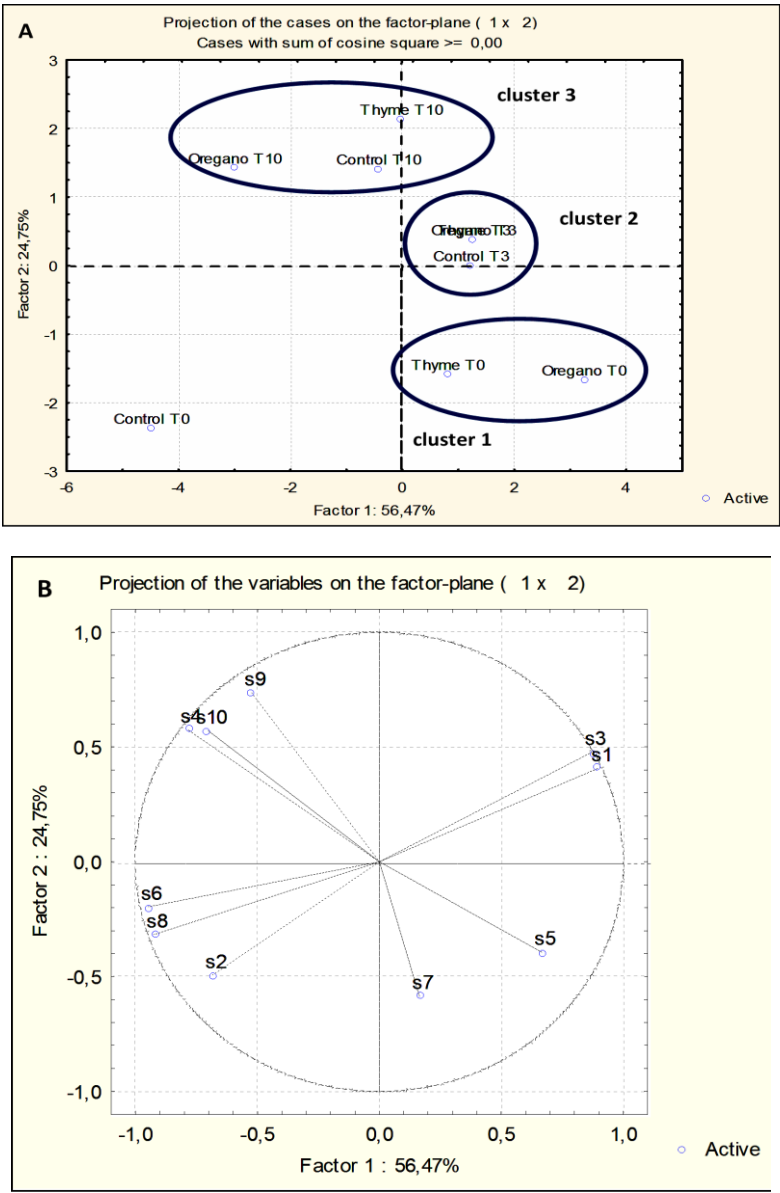 A
Projection of the cases on the factor-plane ( 1 x 2)
Cases with sum of cosine square >= 0,00
3
2
1
0
-1
-2
-3
Factor 2: 24,75%
cluster 3
Thyme T10
Oregano T10
Control T10
cluster 2
Control T3
Thyme T0
Oregano T0
Control T0
cluster 1
-6
-4
-2
0
2
4
Factor 1: 56,47%
Active
B
Projection of the variables on the factor-plane ( 1 x 2)
1,0
0,5
0,0
-0,5
-1,0
Factor 2 : 24,75%
s9
s4
s10
s3
s1
s6
s8
s2
s5
s7
-1,0
-0,5
0,0
0,5
1,0
Factor 1 : 56,47%
Active